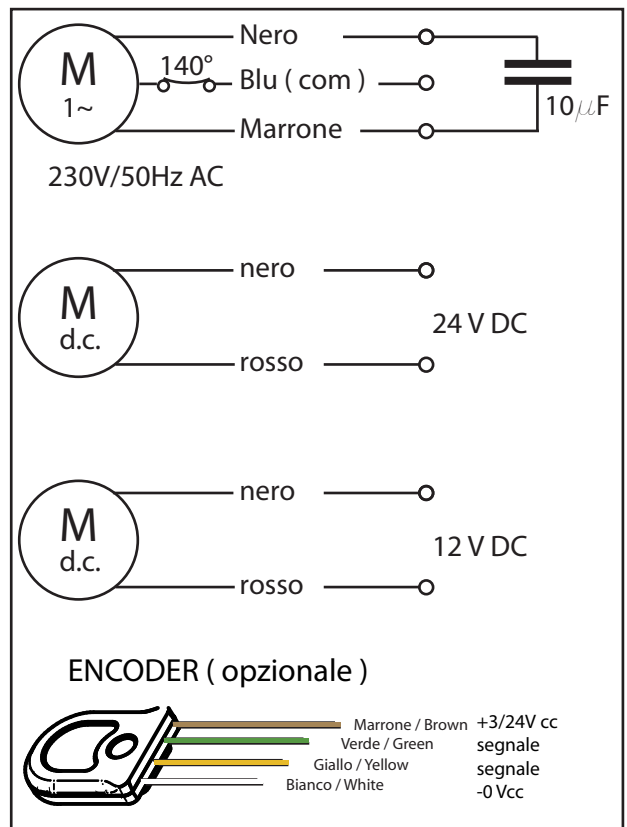 Nero
M
1~
140°
Blu ( com )
10μF
Marrone
230V/50Hz AC
nero
M
d.c.
24 V DC
rosso
nero
M
d.c.
12 V DC
rosso
ENCODER ( opzionale )
Marrone / Brown +3/24V cc
Verde / Green segnale
Giallo / Yellow segnale
Bianco / White -0 Vcc